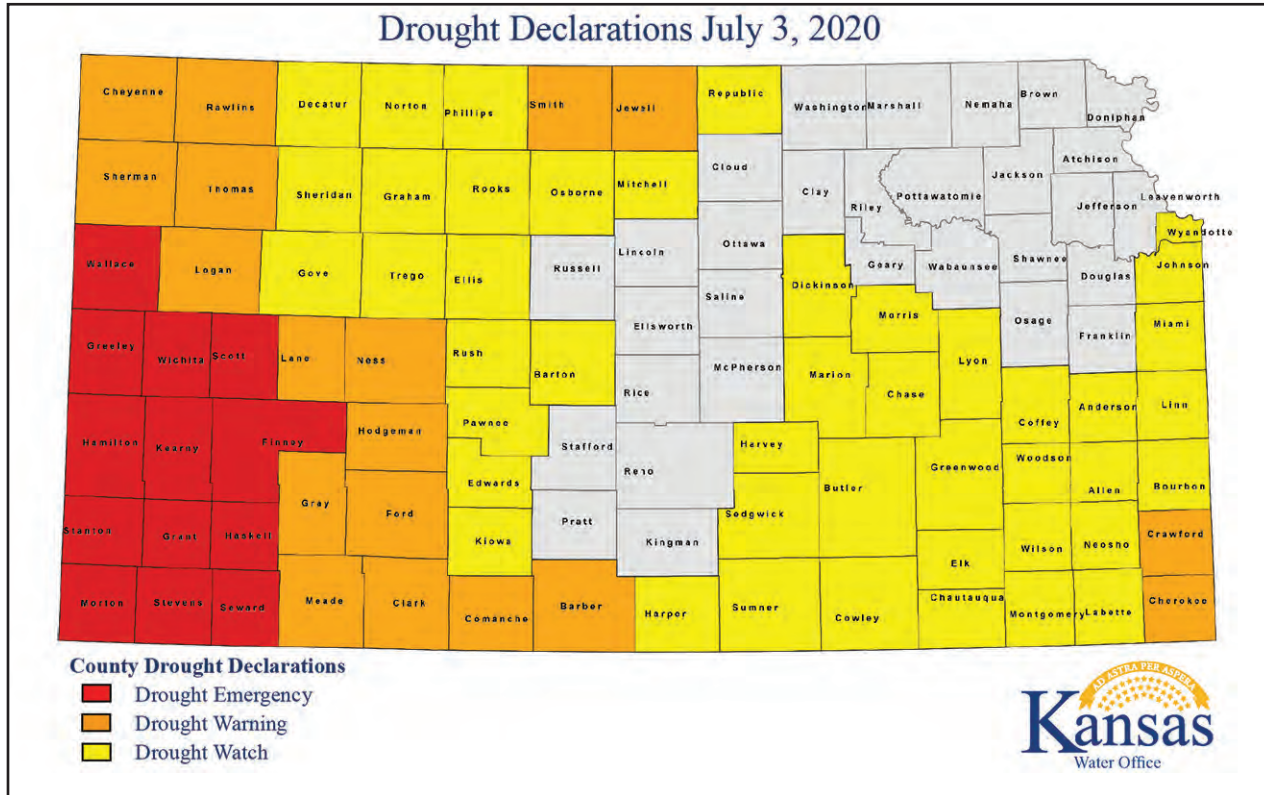 Drought Declarations July 3, 2020
Cheyenne Rawlins Decatur Norton Phillips Smith Jewell Republic Washington Marshall Nemaha Brown Doniphan
Atchison
Sherman Thomas Sheridan Graham Rooks Osborne Mitchell Cloud Clay Riley Pottawatomie Jackson Jefferson Leavenworth
Wyandotte
Wallace Logan Gove Trego Ellis Russell Lincoln Ottawa Dickinson Geary Wabaunsee Shawnee Douglas Johnson
Saline Morris Osage Franklin Miami
Greeley Wichita Scott Lane Ness Rush Barton Ellsworth McPherson Marion Chase Lyon
Rice Coffey Anderson Linn
Hamilton Kearny Finney Hodgeman Pawnee Stafford Reno Harvey Butler Greenwood Woodson Allen Bourbon
Edwards
Stanton Grant Haskell Gray Ford Kiowa Pratt Kingman Sedgwick Elk Wilson Neosho Crawford
Morton Stevens Seward Meade Clark Comanche Barber Harper Sumner Cowley Chautauqua Montgomery Labette Cherokee
County Drought Declarations
Drought Emergency
Drought Warning
Drought Watch
AD ASTRA PER ASPERA
Kansas
Water Office